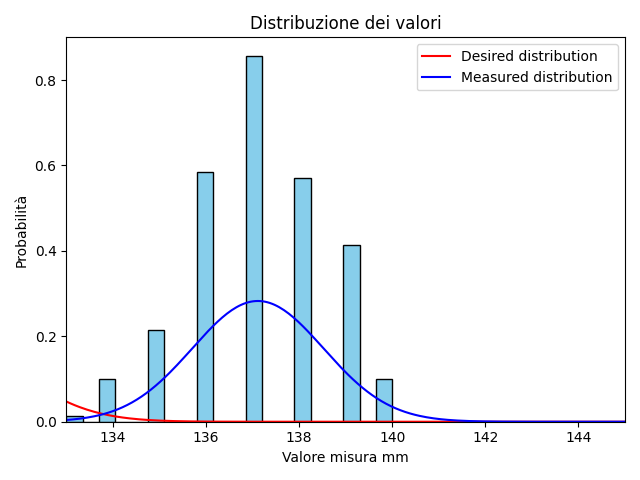 Distribuzione dei valori
Desired distribution
Measured distribution
Probabilità
0.8
0.6
0.4
0.2
0.0
134 136 138 140 142 144
Valore misura mm